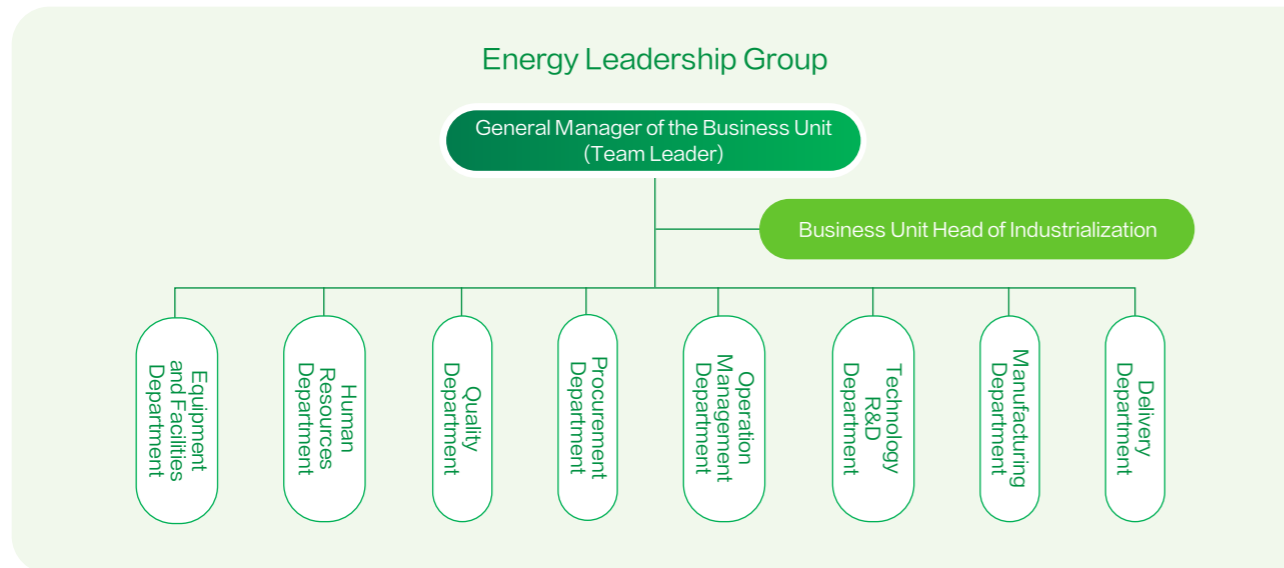 Energy Leadership Group
General Manager of the Business Unit
(Team Leader)
Business Unit Head of Industrialization
Equipment
and Facilities
Department
Human
Resources
Department
Quality
Department
Procurement
Department
Operation
Management
Department
Technology
R&D
Department
Manufacturing
Department
Delivery
Department